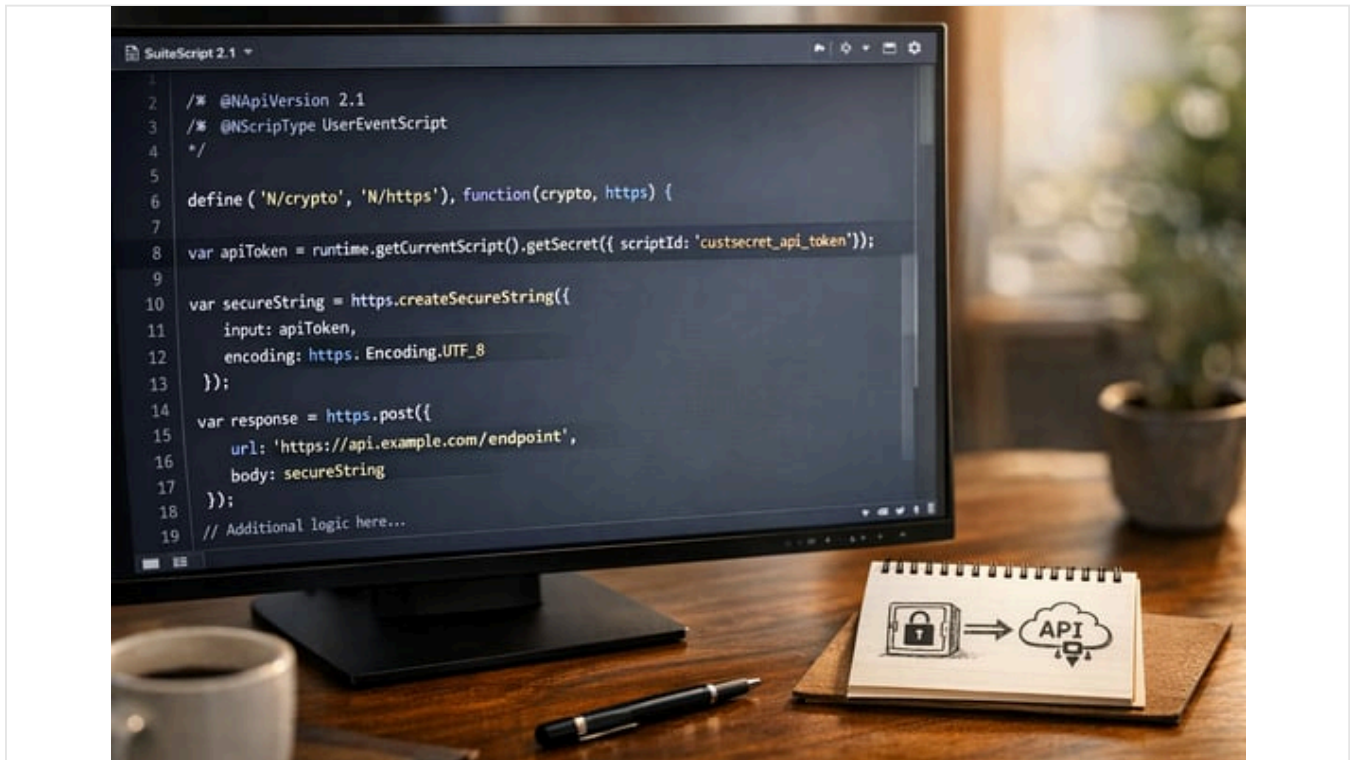 SuiteScript 2.1
1
2 /* @NApiVersion 2.1
3 /* @NScripType UserEventScript
4 */
5
6 define ( 'N/crypto', 'N/https'), function(crypto, https) {
7
8 var apiToken = runtime.getCurrentScript().getSecret({ scriptId: 'custsecret_api_token'});
9
10 var secureString = https.createSecureString({
11 input: apiToken,
12 encoding: https. Encoding.UTF_8
13 });
14 var response = https.post({
15 url: 'https://api.example.com/endpoint',
16 body: secureString
17 });
18
19 // Additional logic here...
API